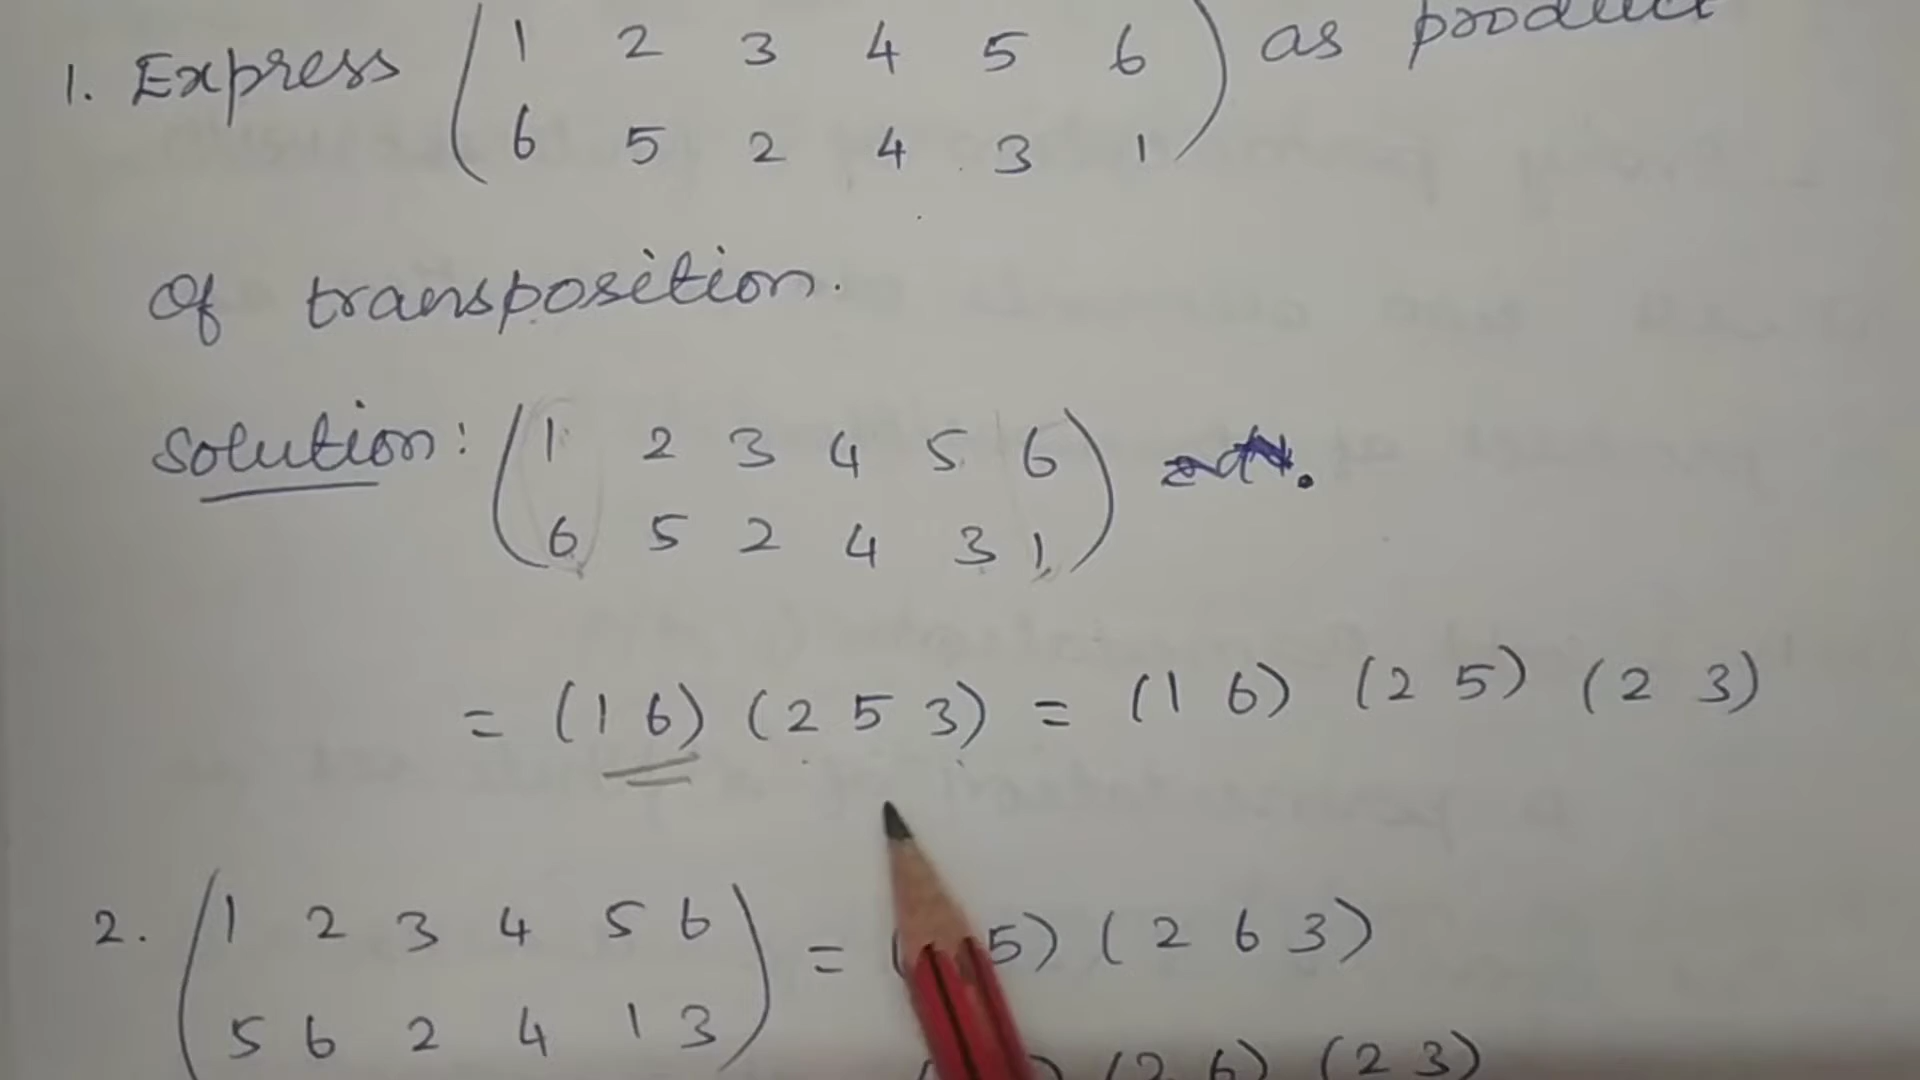 1. Express ( 1 2 3 4 5 6 ) as product
6 5 2 4 3 1
of transposition.
Solution: ( 1 2 3 4 5 6 )
6 5 2 4 3 1
= (1 6) (2 5 3) = (1 6) (2 5) (2 3)
2. ( 1 2 3 4 5 6 ) = ( 5) (2 6 3)
5 6 2 4 1 3
( ) (2 6) (2 3)